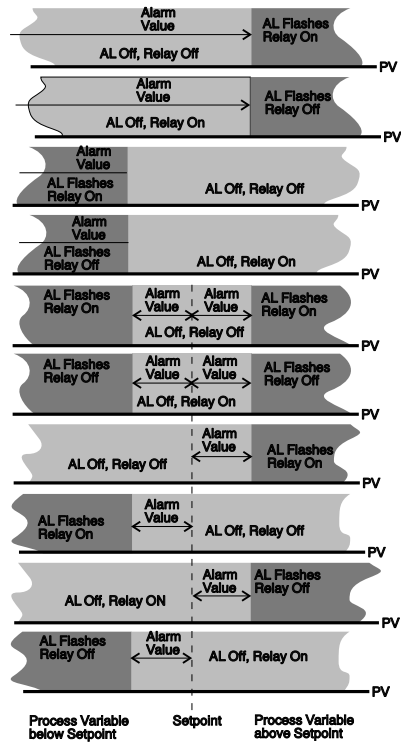 Alarm
Value
AL Flashes
Relay On
AL Off, Relay Off
PV
Alarm
Value
AL Flashes
Relay Off
AL Off, Relay On
PV
Alarm
Value
AL Flashes
Relay On
AL Off, Relay Off
PV
Alarm
Value
AL Flashes
Relay Off
AL Off, Relay On
PV
AL Flashes
Relay On
Alarm
Value
Alarm
Value
AL Flashes
Relay On
AL Off, Relay Off
PV
AL Flashes
Relay Off
Alarm
Value
Alarm
Value
AL Flashes
Relay Off
AL Off, Relay On
PV
Alarm
Value
AL Off, Relay Off
AL Flashes
Relay On
PV
AL Flashes
Relay On
Alarm
Value
AL Off, Relay Off
PV
AL Off, Relay ON
Alarm
Value
AL Flashes
Relay Off
PV
AL Flashes
Relay Off
Alarm
Value
AL Off, Relay On
PV
Process Variable
below Setpoint
Setpoint
Process Variable
above Setpoint